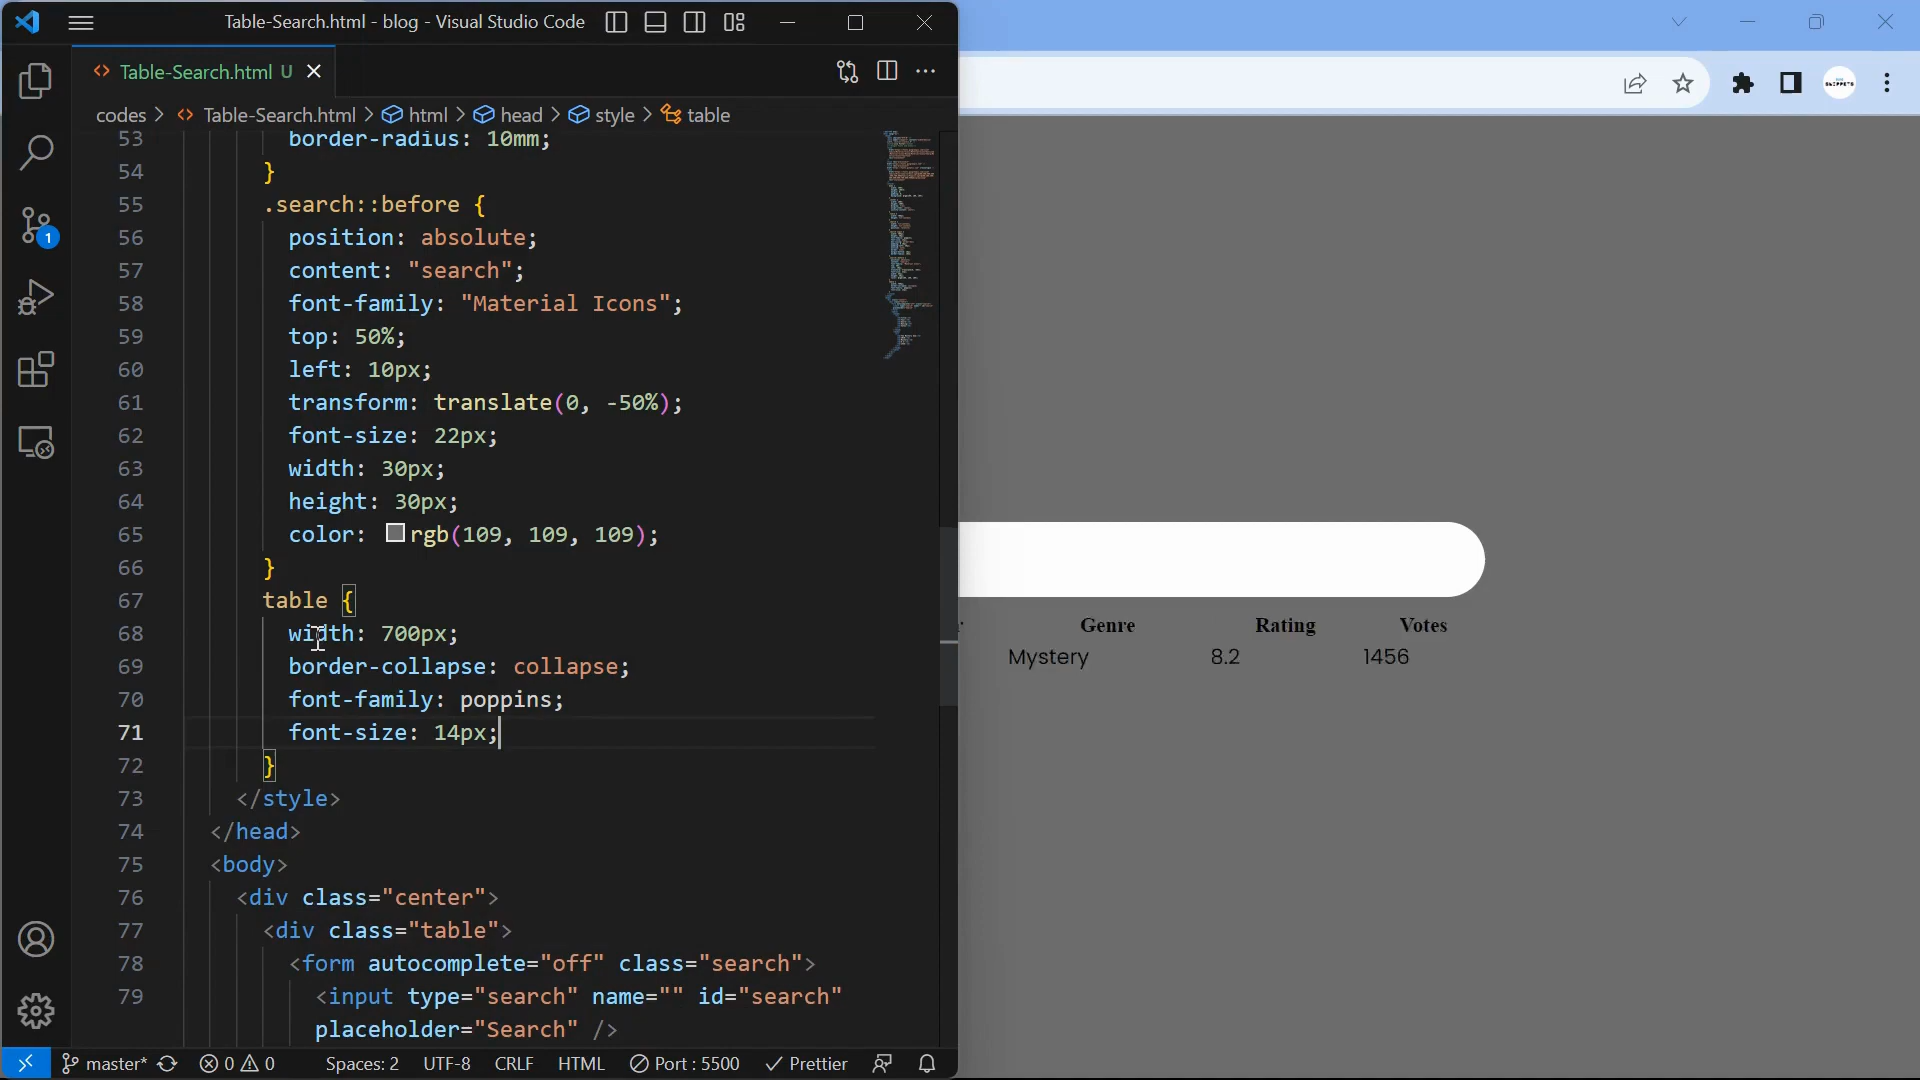 Table-Search.html - blog - Visual Studio Code
Table-Search.html U
codes > Table-Search.html > html > head > style > table
53 border-radius: 10mm;
54 }
55 .search::before {
56 position: absolute;
57 content: "search";
58 font-family: "Material Icons";
59 top: 50%;
60 left: 10px;
61 transform: translate(0, -50%);
62 font-size: 22px;
63 width: 30px;
64 height: 30px;
65 color: rgb(109, 109, 109);
66 }
67 table {
68 width: 700px;
69 border-collapse: collapse;
70 font-family: poppins;
71 font-size: 14px;
72 }
73 </style>
74 </head>
75 <body>
76 <div class="center">
77 <div class="table">
78 <form autocomplete="off" class="search">
79 <input type="search" name="" id="search"
placeholder="Search" />
1
master* 0 0 Spaces: 2 UTF-8 CRLF HTML Port : 5500 Prettier
Genre Rating Votes
Mystery 8.2 1456